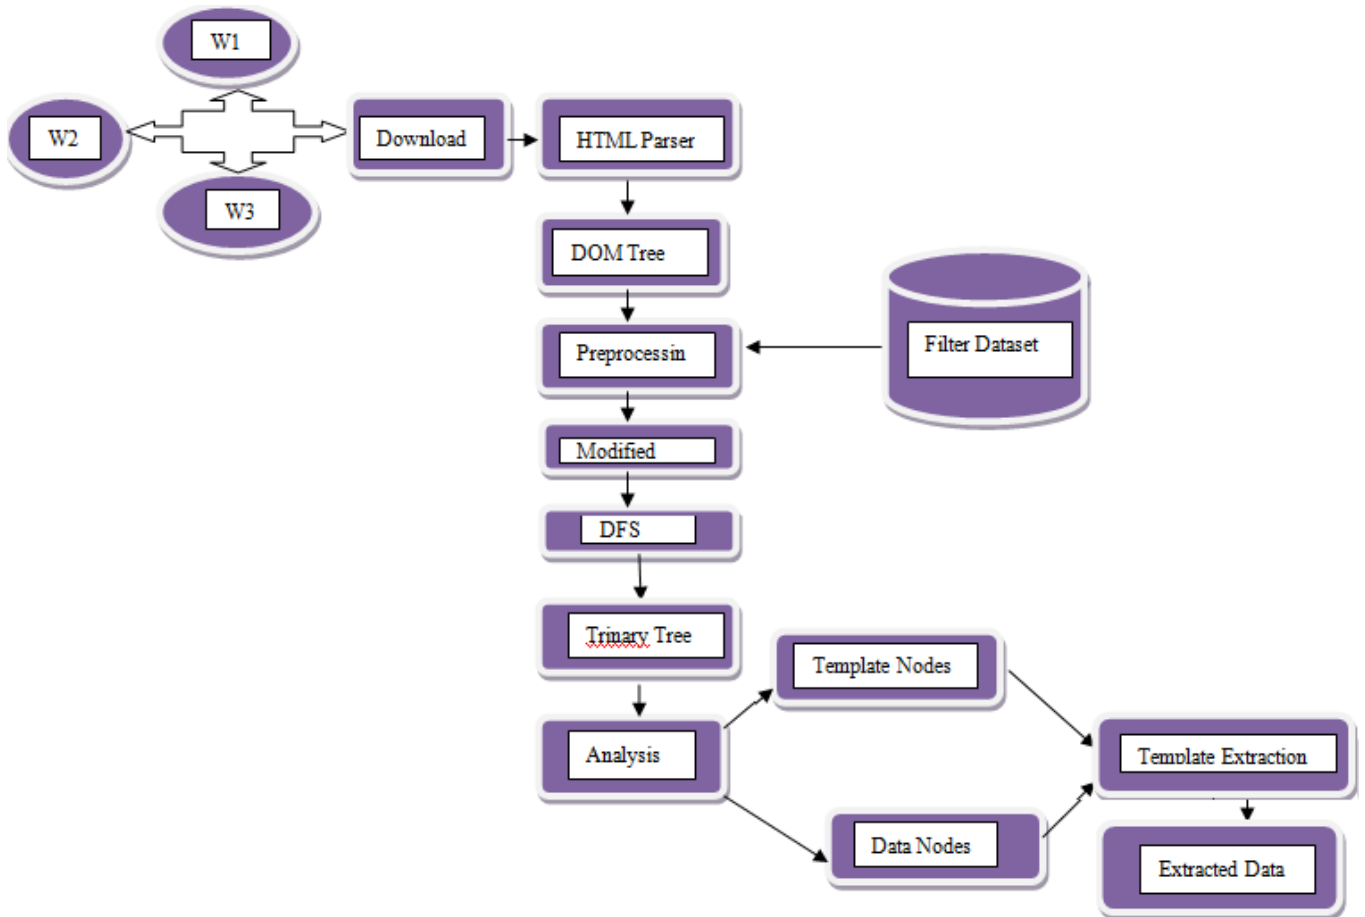 W1
W2
Download
HTML Parser
W3
DOM Tree
Filter Dataset
Preprocessin
Modified
DFS
Trinary Tree
Template Nodes
Analysis
Template Extraction
Data Nodes
Extracted Data